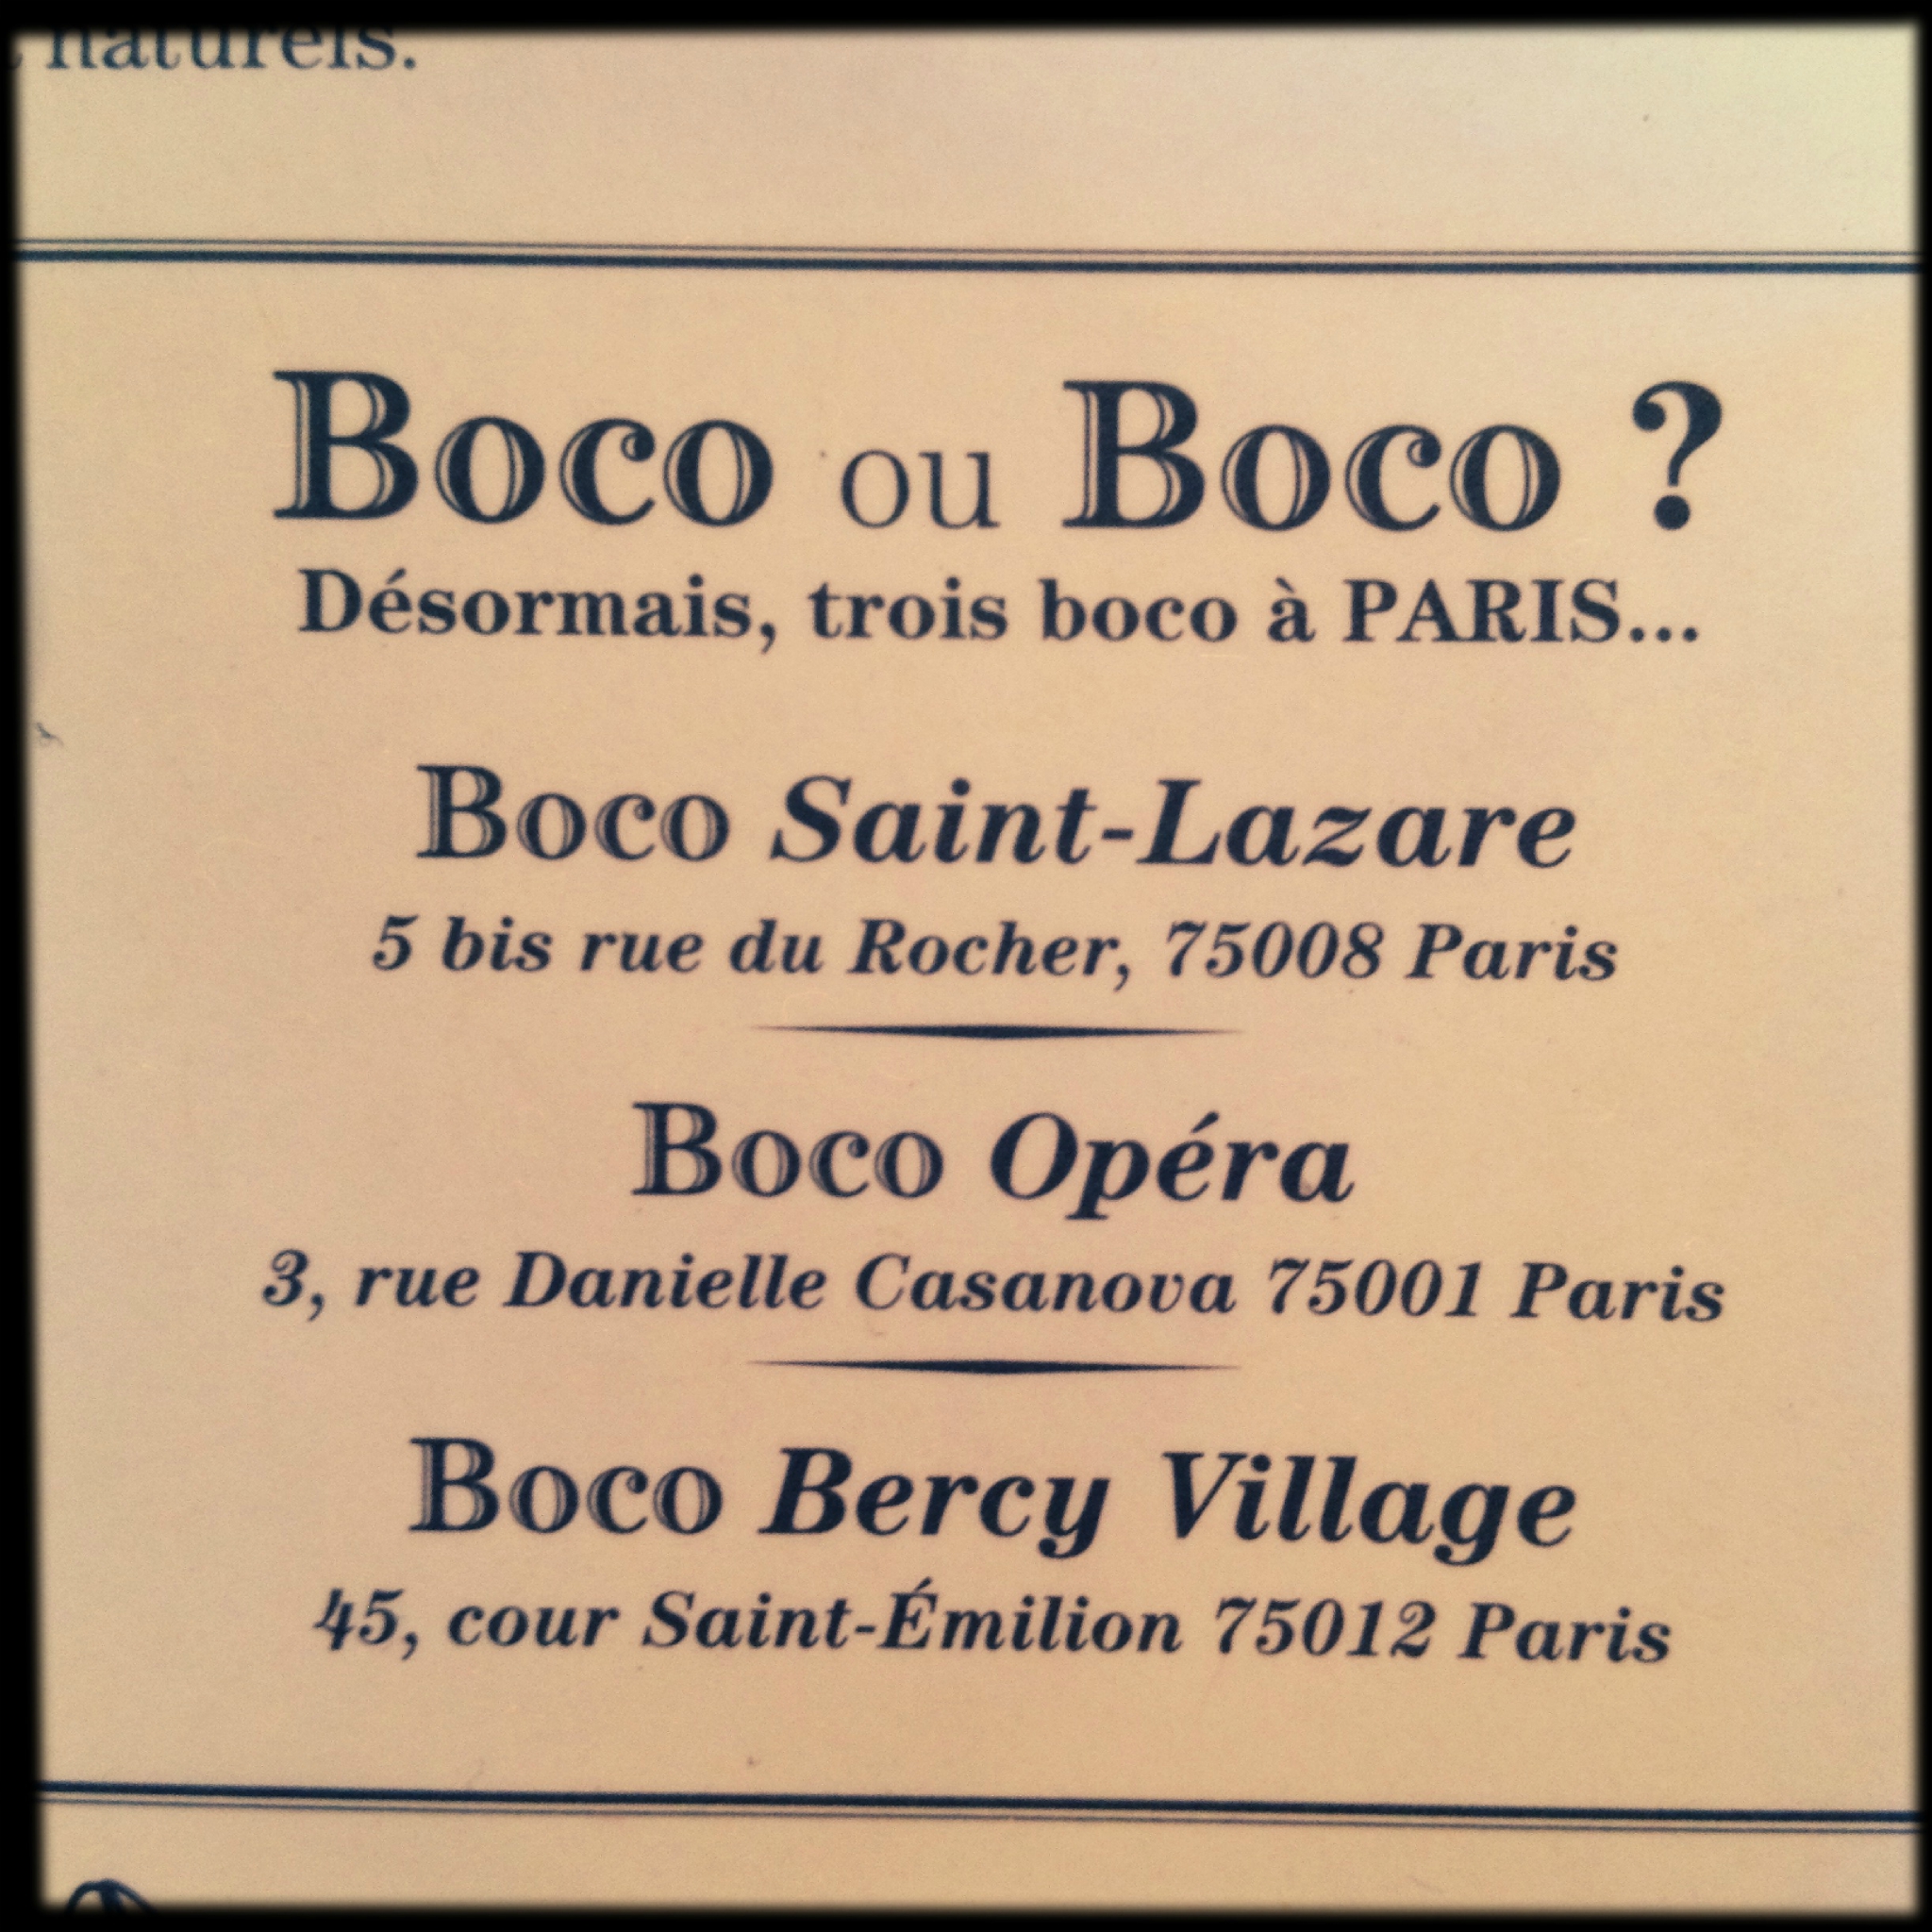 naturels.
Boco ou Boco ?
Désormais, trois boco à PARIS...
Boco Saint-Lazare
5 bis rue du Rocher, 75008 Paris
Boco Opéra
3, rue Danielle Casanova 75001 Paris
Boco Bercy Village
45, cour Saint-Émilion 75012 Paris